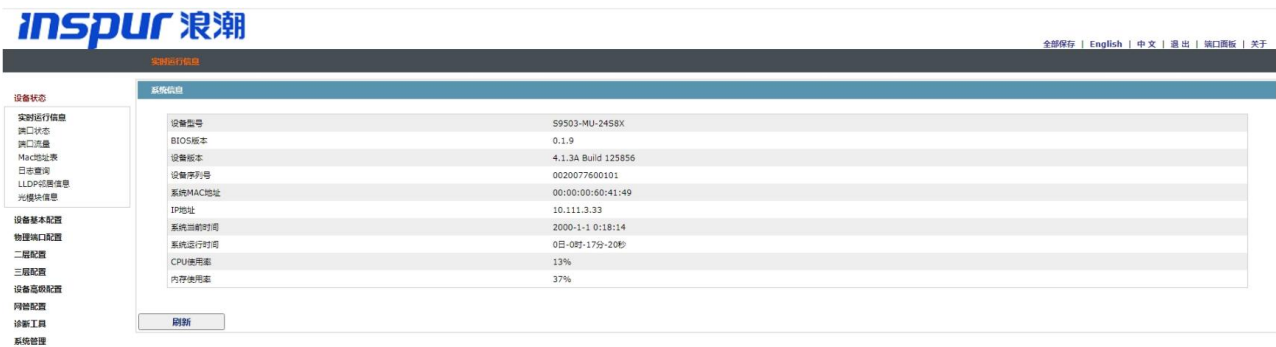 inspur 浪潮
全部保存 | English | 中 文 | 退 出 | 端口面板 | 关于
实时运行信息
设备状态
实时运行信息
端口状态
端口流量
Mac地址表
日志查询
LLDP邻居信息
光模块信息
设备基本配置
物理端口配置
二层配置
三层配置
设备高级配置
网管配置
诊断工具
系统管理
系统信息
设备型号 S9503-MU-24S8X
BIOS版本 0.1.9
设备版本 4.1.3A Build 125856
设备序列号 0020077600101
系统MAC地址 00:00:00:60:41:49
IP地址 10.111.3.33
系统当前时间 2000-1-1 0:18:14
系统运行时间 0日-0时-17分-20秒
CPU使用率 13%
内存使用率 37%
刷新